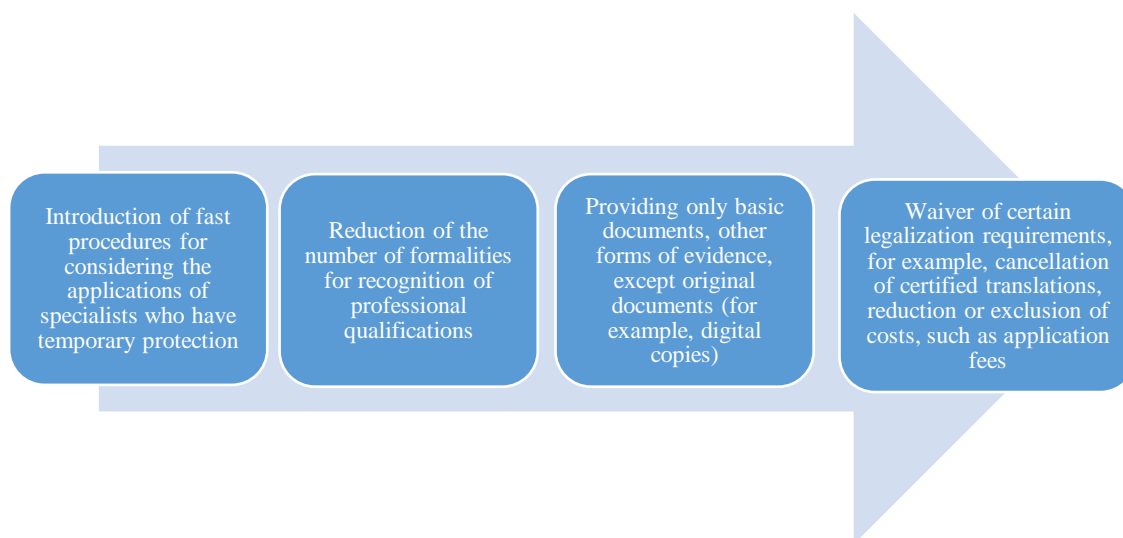 Introduction of fast
procedures for
considering the
applications of
specialists who have
temporary protection
Reduction of the
number of formalities
for recognition of
professional
qualifications
Providing only basic
documents, other
forms of evidence,
except original
documents (for
example, digital
copies)
Waiver of certain
legalization requirements,
for example, cancellation
of certified translations,
reduction or exclusion of
costs, such as application
fees